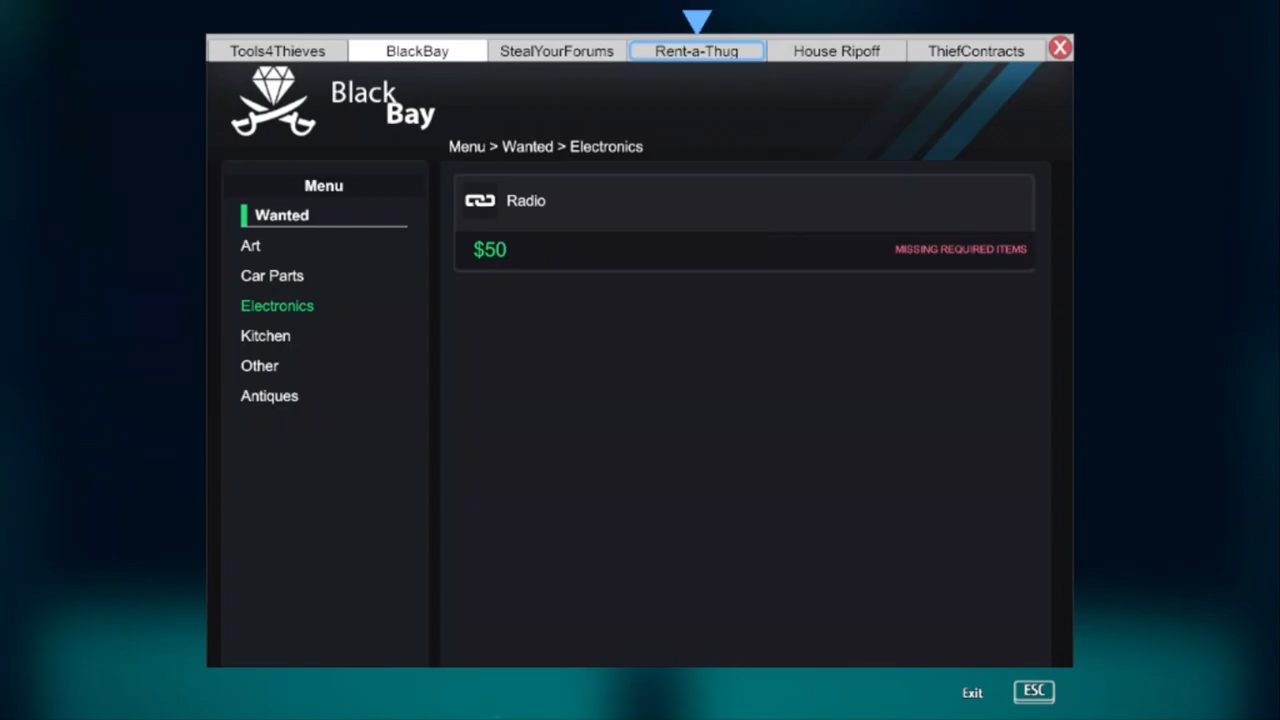 Tools4Thieves BlackBay StealYourForums Rent-a-Thug House Ripoff ThiefContracts X
Black
Bay
Menu > Wanted > Electronics
Menu
Wanted
Art
Car Parts
Electronics
Kitchen
Other
Antiques
Radio
$50 MISSING REQUIRED ITEMS
Exit ESC